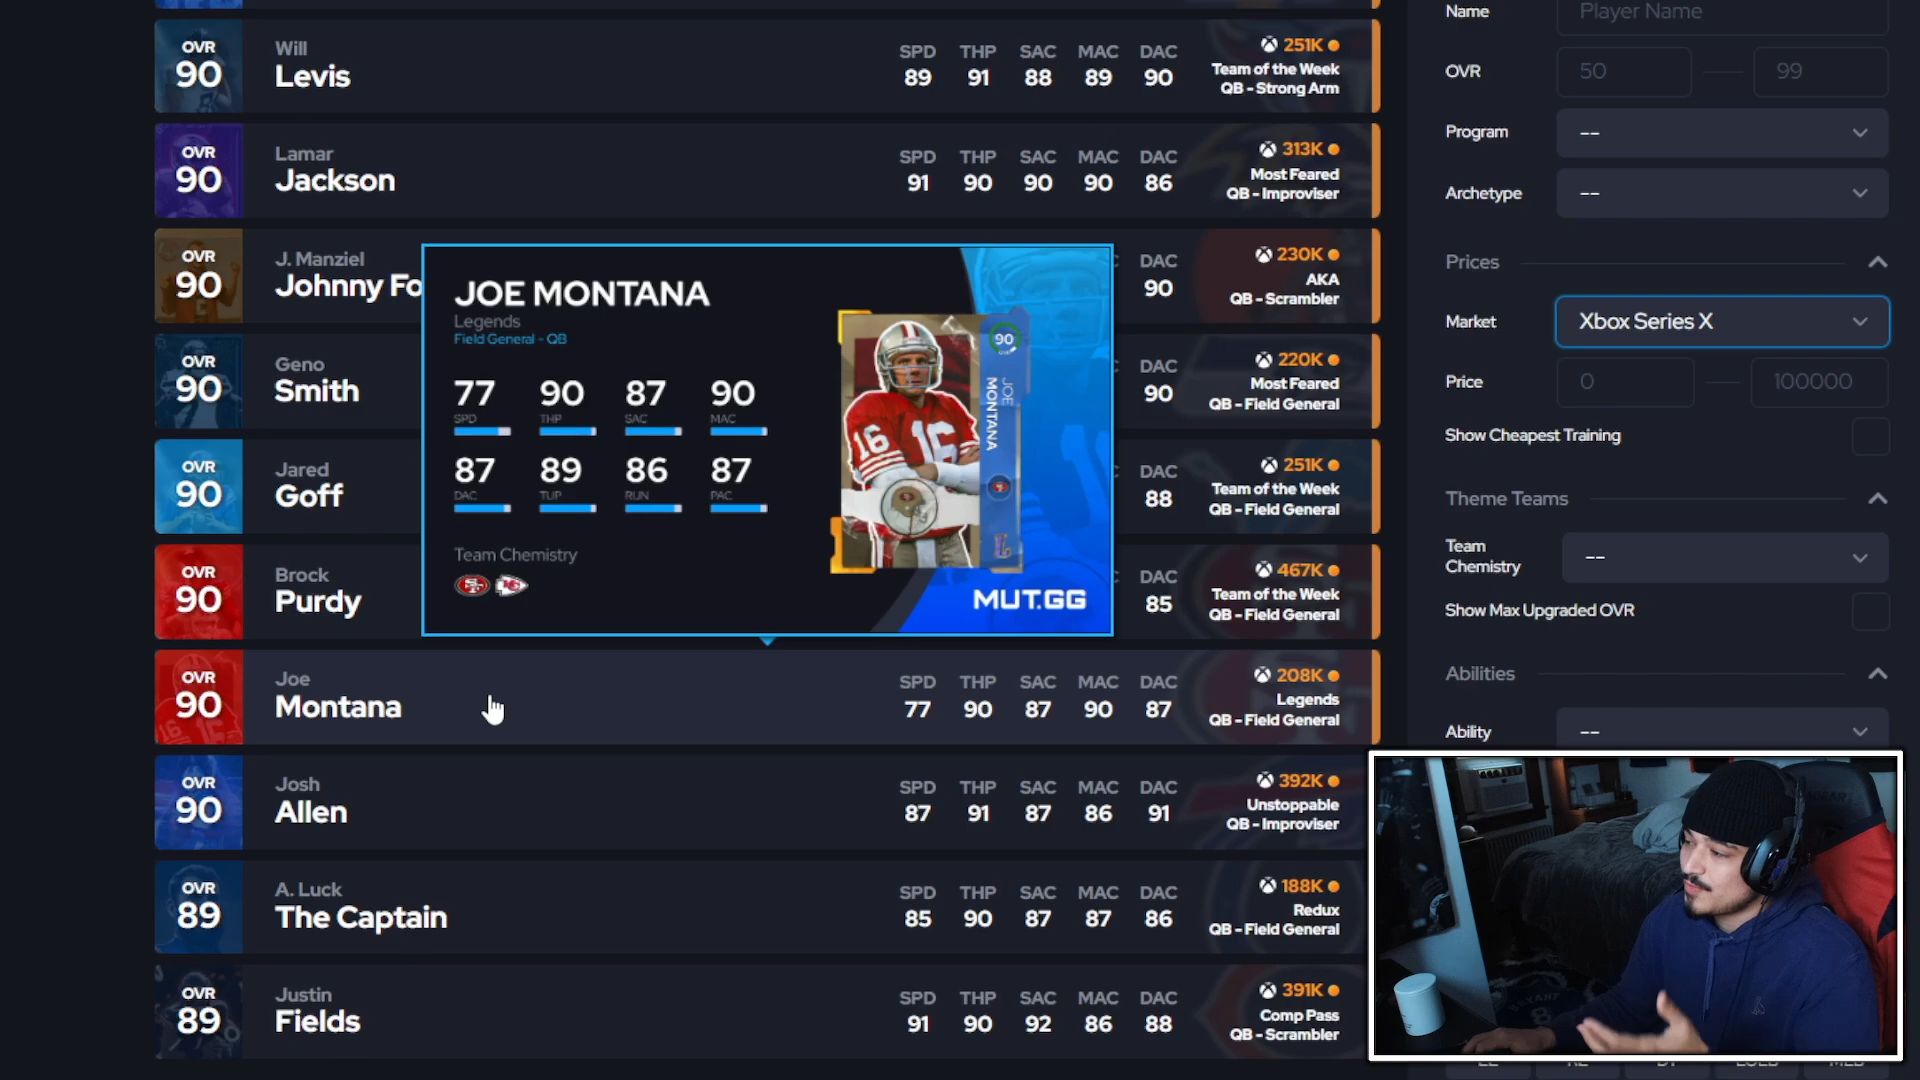 OVR
90
Will
Levis
SPD THP SAC MAC DAC
89 91 88 89 90
251K
Team of the Week
QB - Strong Arm
OVR
90
Lamar
Jackson
SPD THP SAC MAC DAC
91 90 90 90 86
313K
Most Feared
QB - Improviser
OVR
90
J. Manziel
Johnny Fo
DAC
90
230K
AKA
QB - Scrambler
OVR
90
Geno
Smith
DAC
90
220K
Most Feared
QB - Field General
OVR
90
Jared
Goff
DAC
88
251K
Team of the Week
QB - Field General
OVR
90
Brock
Purdy
DAC
85
467K
Team of the Week
QB - Field General
JOE MONTANA
Legends
Field General - QB
77 90 87 90
SPD THP SAC MAC
87 89 86 87
DAC TUP RUN PAC
Team Chemistry
90
JOE
MONTANA
16 16
MUT.GG
OVR
90
Joe
Montana
SPD THP SAC MAC DAC
77 90 87 90 87
208K
Legends
QB - Field General
OVR
90
Josh
Allen
SPD THP SAC MAC DAC
87 91 87 86 91
392K
Unstoppable
QB - Improviser
OVR
89
A. Luck
The Captain
SPD THP SAC MAC DAC
85 90 87 87 86
188K
Redux
QB - Field General
OVR
89
Justin
Fields
SPD THP SAC MAC DAC
91 90 92 86 88
391K
Comp Pass
QB - Scrambler
Name Player Name
OVR 50 99
Program --
Archetype --
Prices
Market Xbox Series X
Price 0 100000
Show Cheapest Training
Theme Teams
Team
Chemistry --
Show Max Upgraded OVR
Abilities
Ability --